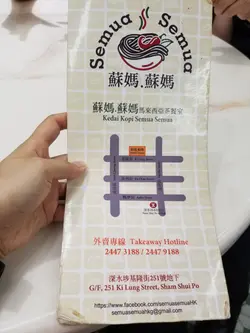 Semua Semua
蘇媽.蘇媽
蘇媽.蘇媽馬來西亞茶餐室
Kedai Kopi Semua Semua
外賣專線 Takeaway Hotline
2447 3188 / 2447 9188
深水埗基隆街251號地下
G/F, 251 Ki Lung Street, Sham Shui Po
https://www.facebook.com/semuasemuaHK
semuasemuahkg@gmail.com